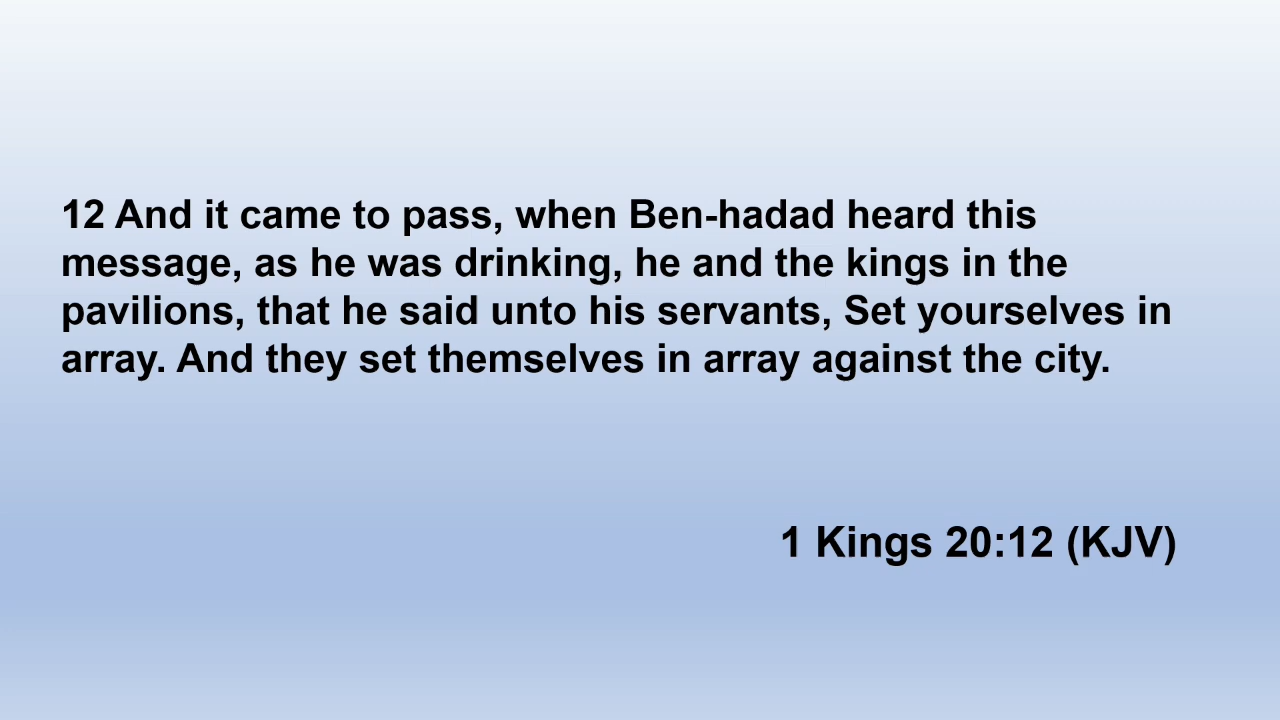 12 And it came to pass, when Ben-hadad heard this
message, as he was drinking, he and the kings in the
pavilions, that he said unto his servants, Set yourselves in
array. And they set themselves in array against the city.
1 Kings 20:12 (KJV)